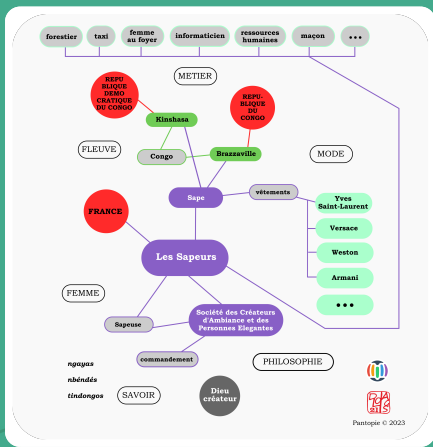 forestier
taxi
femme
au foyer
informaticien
ressources
humaines
maçon
•••
METIER
REPU
BLIQUE
DEMO
CRATIQUE
DU CONGO
REPU-
BLIQUE
DU
CONGO
Kinshasa
FLEUVE
Congo
Brazzaville
MODE
Sape
vêtements
Yves
Saint-Laurent
Versace
Weston
Armani
•••
FRANCE
Les Sapeurs
FEMME
Sapeuse
Société des Créateurs
d'Ambiance et des
Personnes Elegantes
commandement
PHILOSOPHIE
ngayas
nbéndés
tindongos
SAVOIR
Dieu
créateur
Pantopic © 2023